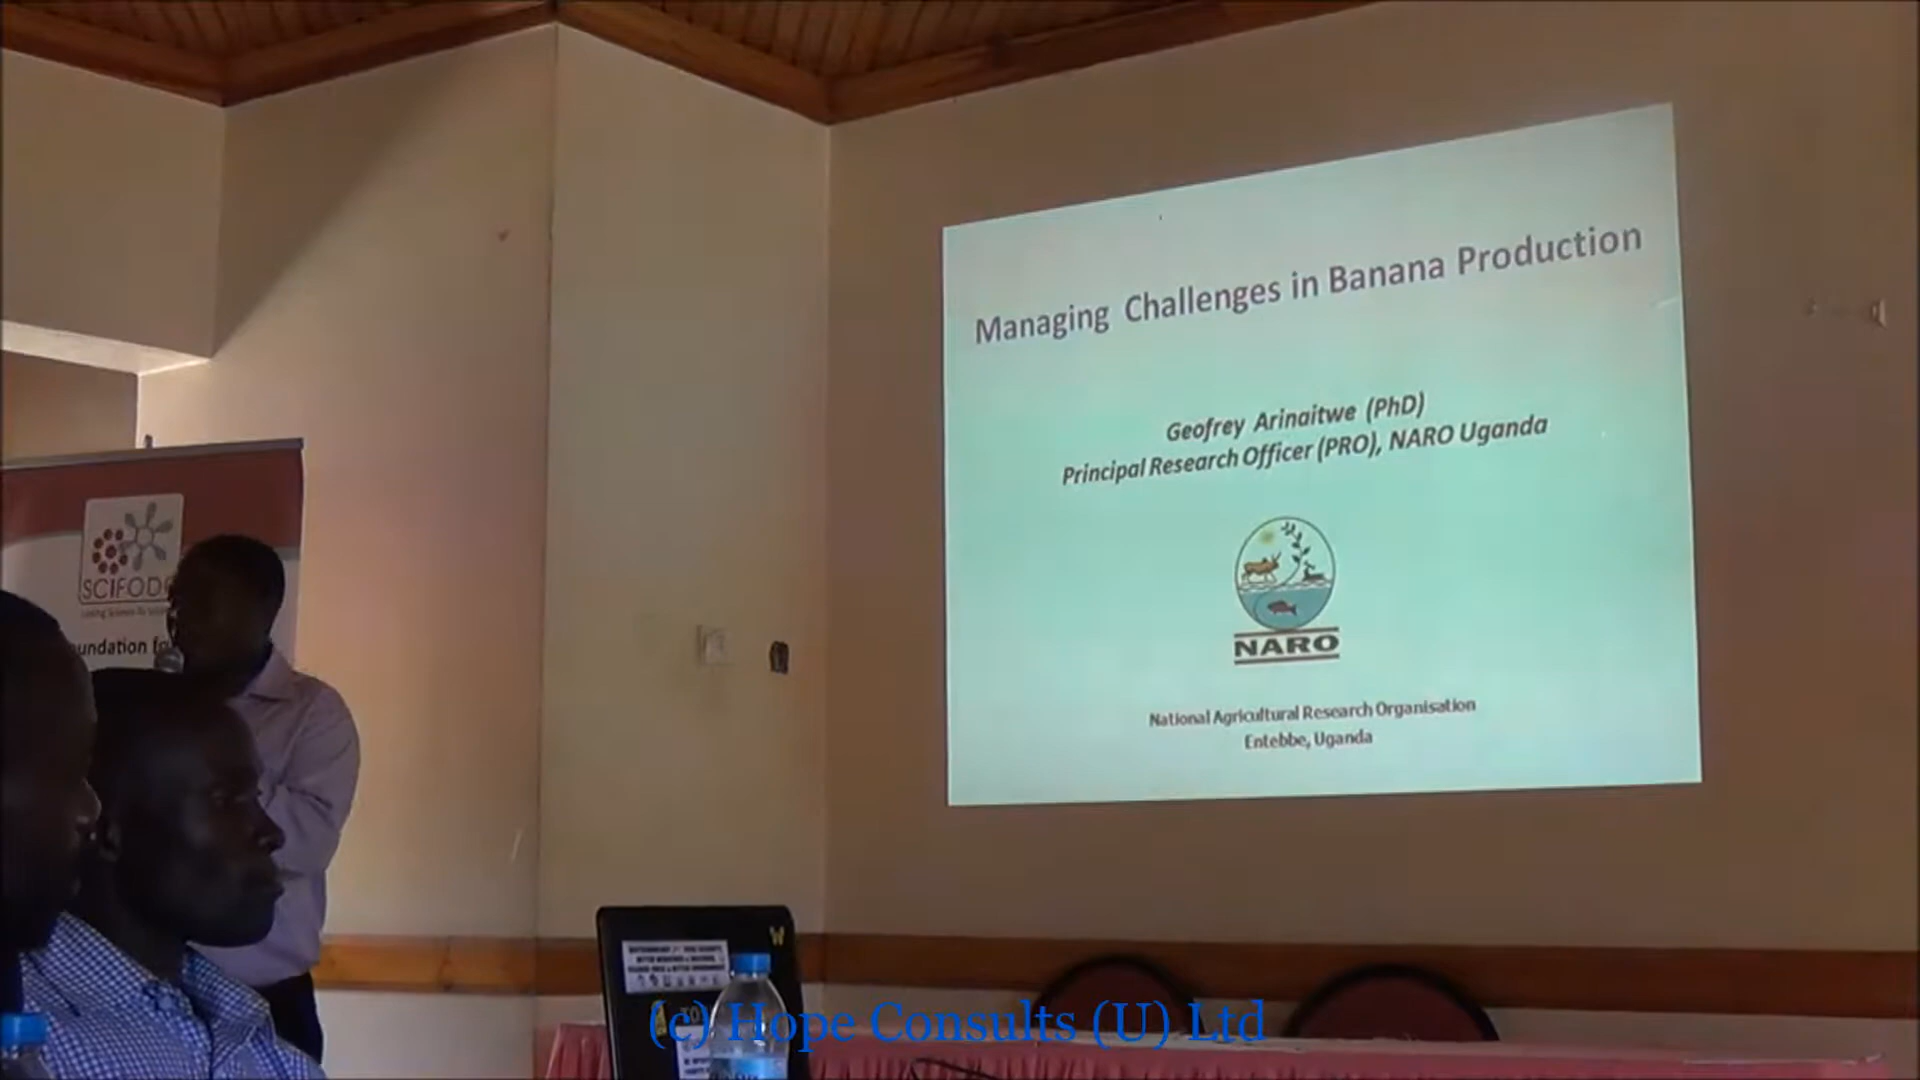 Managing Challenges in Banana Production
Geofrey Arinaitwe (PhD)
Principal Research Officer (PRO), NARO Uganda
NARO
National Agricultural Research Organisation
Entebbe, Uganda
SCIFOD
undation fo
W
(c) Hope Consults (U) Ltd